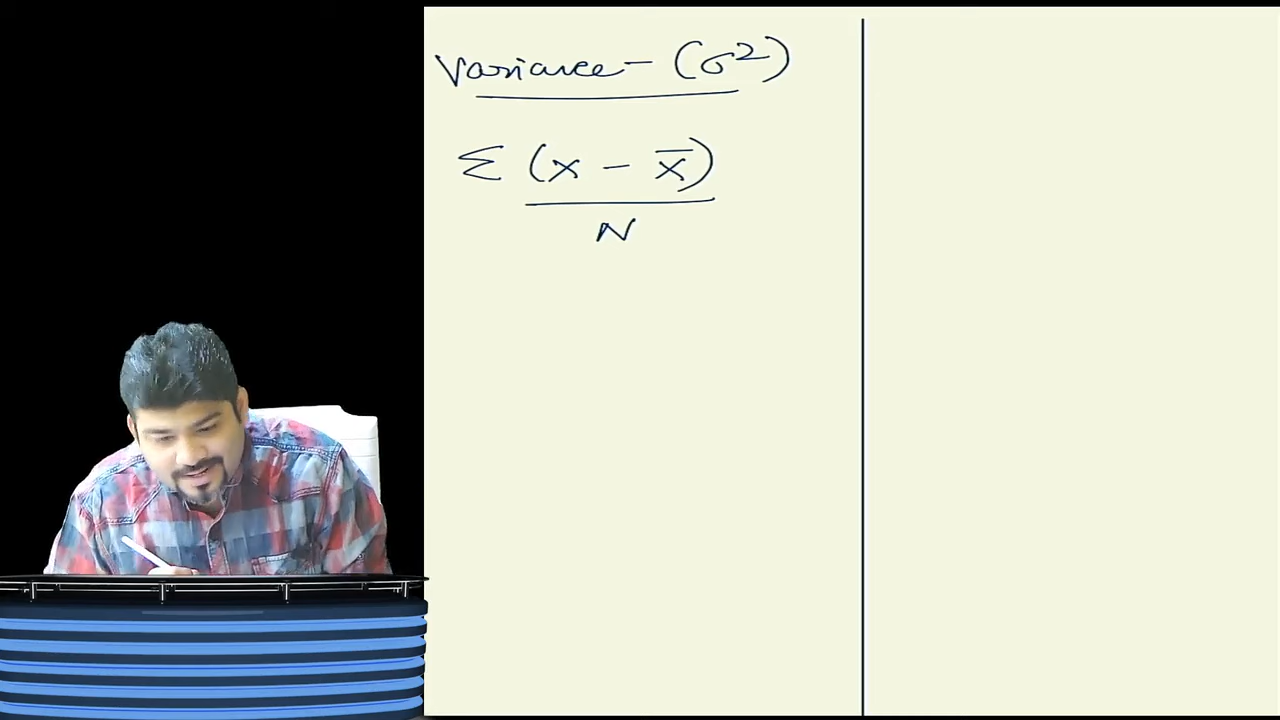 Variance - (σ²)
Σ (x - x̄)
N